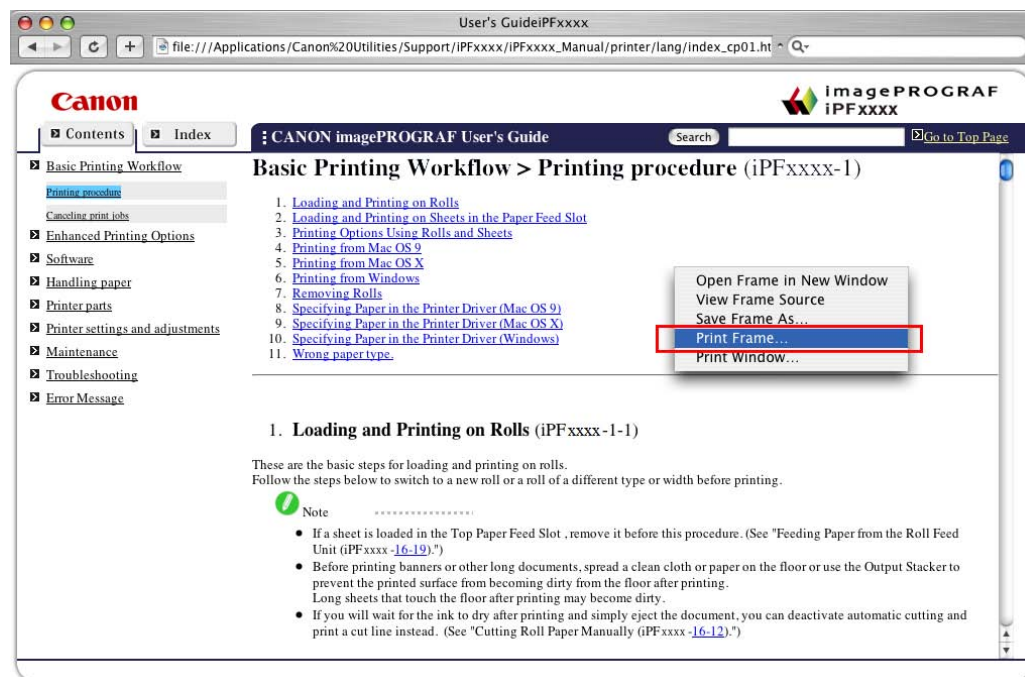 User's GuideiPFxxxx
file:///Applications/Canon%20Utilities/Support/iPFxxxx/iPFxxxx_Manual/printer/lang/index_cp01.ht
Canon
imagePROGRAF
iPFxxxx
Contents
Index
CANON imagePROGRAF User's Guide
Search
Go to Top Page
Basic Printing Workflow
Printing procedure
Canceling print jobs
Enhanced Printing Options
Software
Handling paper
Printer parts
Printer settings and adjustments
Maintenance
Troubleshooting
Error Message
Basic Printing Workflow > Printing procedure (iPFxxxx-1)
1. Loading and Printing on Rolls
2. Loading and Printing on Sheets in the Paper Feed Slot
3. Printing Options Using Rolls and Sheets
4. Printing from Mac OS 9
5. Printing from Mac OS X
6. Printing from Windows
7. Removing Rolls
8. Specifying Paper in the Printer Driver (Mac OS 9)
9. Specifying Paper in the Printer Driver (Mac OS X)
10. Specifying Paper in the Printer Driver (Windows)
11. Wrong paper type.
Open Frame in New Window
View Frame Source
Save Frame As...
Print Frame...
Print Window...
1. Loading and Printing on Rolls (iPFxxxx-1-1)
These are the basic steps for loading and printing on rolls.
Follow the steps below to switch to a new roll or a roll of a different type or width before printing.
Note
If a sheet is loaded in the Top Paper Feed Slot , remove it before this procedure. (See "Feeding Paper from the Roll Feed
Unit (iPFxxxx -16-19).")
Before printing banners or other long documents, spread a clean cloth or paper on the floor or use the Output Stacker to
prevent the printed surface from becoming dirty from the floor after printing.
Long sheets that touch the floor after printing may become dirty.
If you will wait for the ink to dry after printing and simply eject the document, you can deactivate automatic cutting and
print a cut line instead. (See "Cutting Roll Paper Manually (iPFxxxx -16-12).")